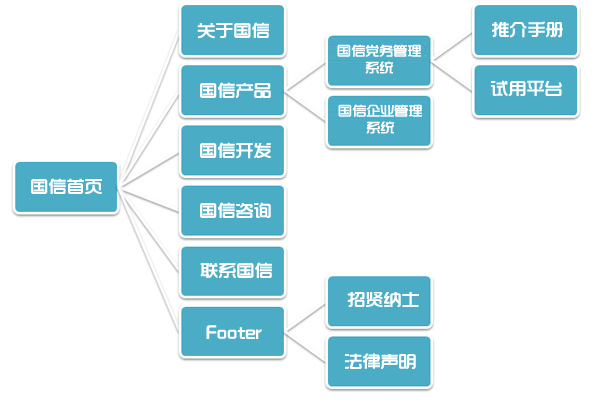 国信首页
关于国信
国信产品
国信党务管理
系统
推介手册
试用平台
国信企业管理
系统
国信开发
国信咨询
联系国信
Footer
招贤纳士
法律声明